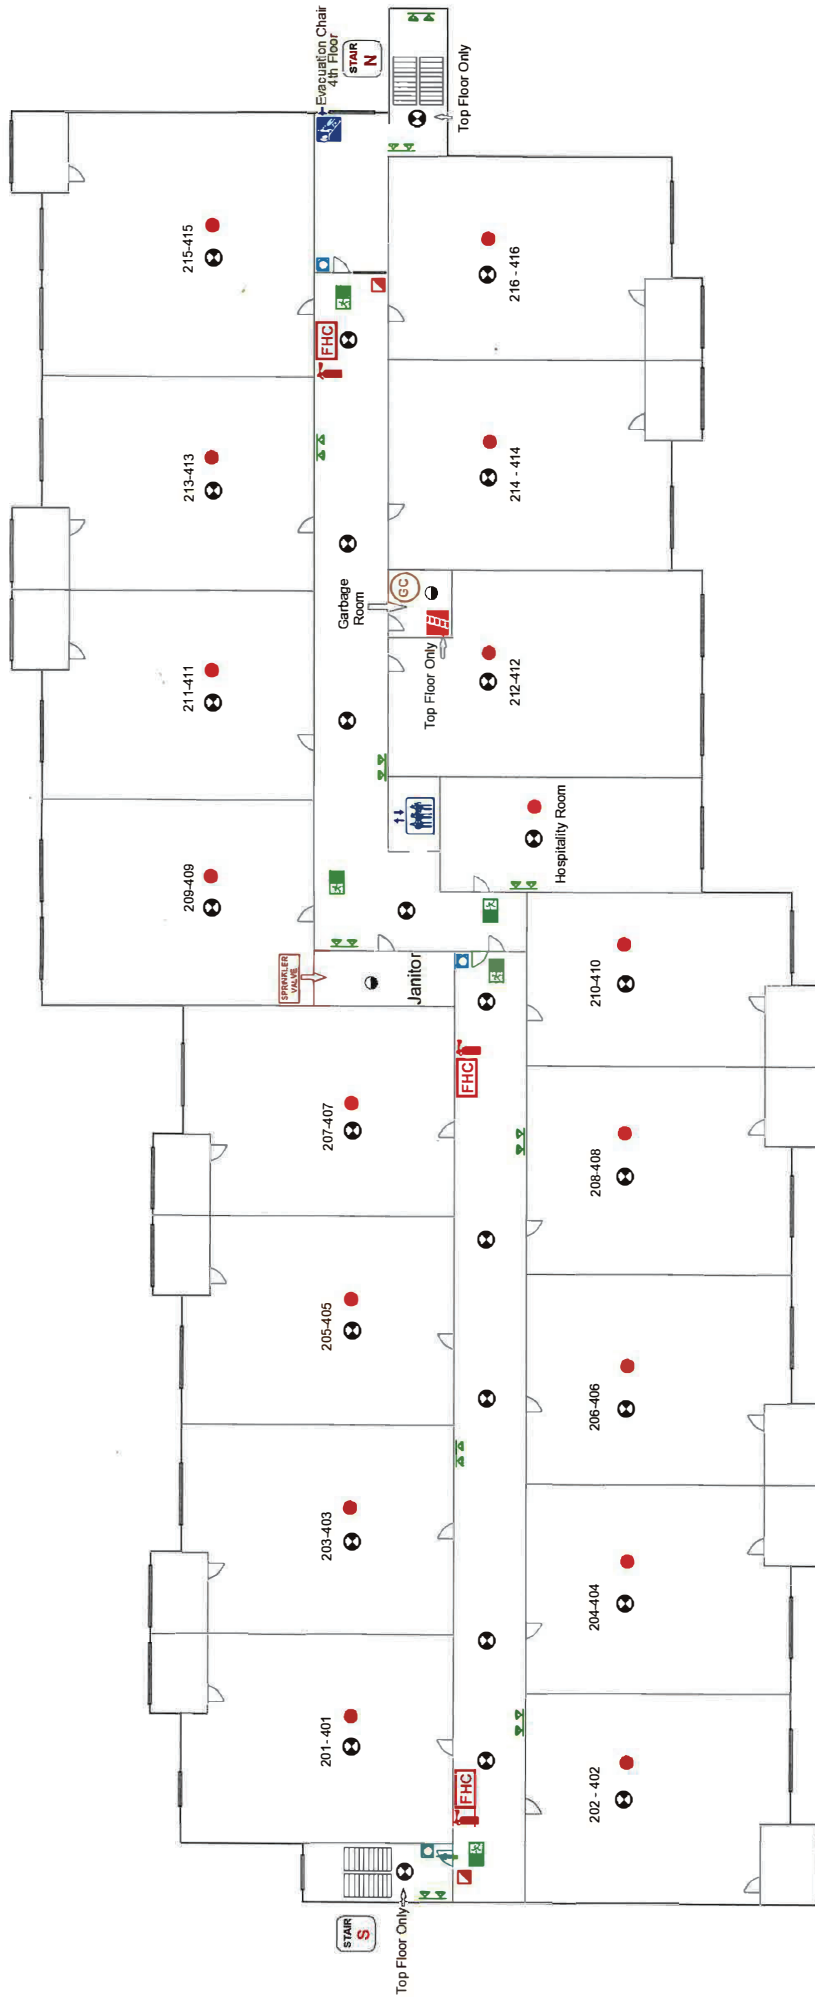 Evacuation Chair
4th Floor
STAIR
N
Top Floor Only
215-415
216 - 416
FHC
213-413
214 - 414
Garbage
Room
GC
Top Floor Only
211-411
212-412
209-409
Hospitality Room
SPRINKLER
VALVE
Janitor
210-410
FHC
207-407
208-408
205-405
206-406
203-403
204-404
201-401
202 - 402
FHC
STAIR
S
Top Floor Only